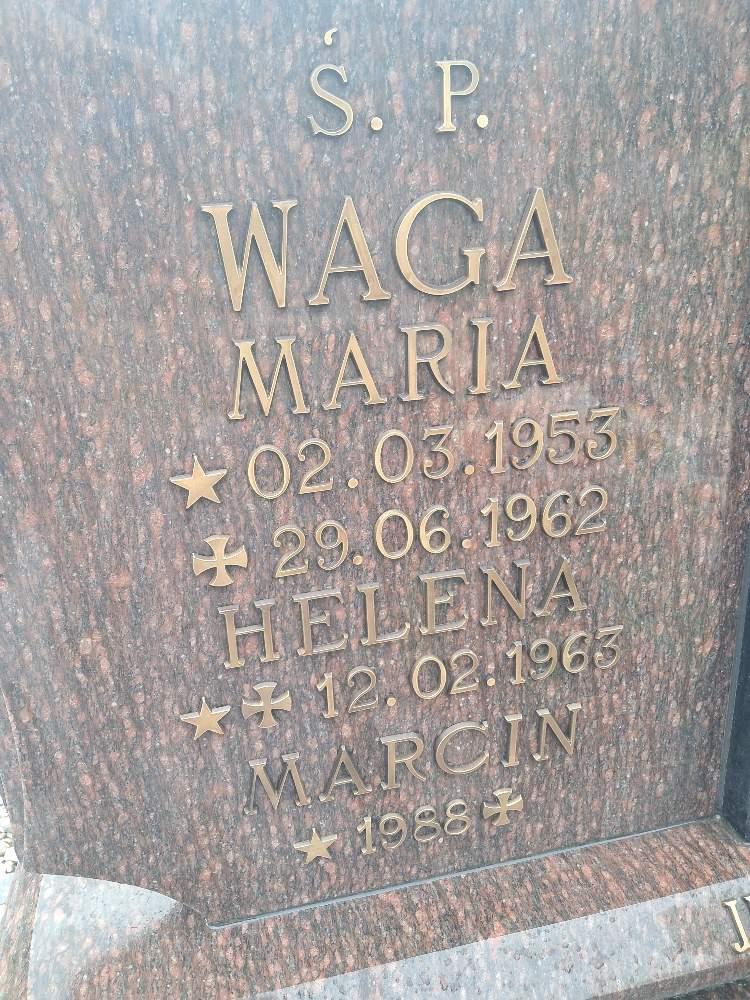 Ś. P.
WAGA
MARIA
★ 02.03.1953
✠ 29.06.1962
HELENA
★ ✠ 12.02.1963
MARCIN
★ 1988 ✠